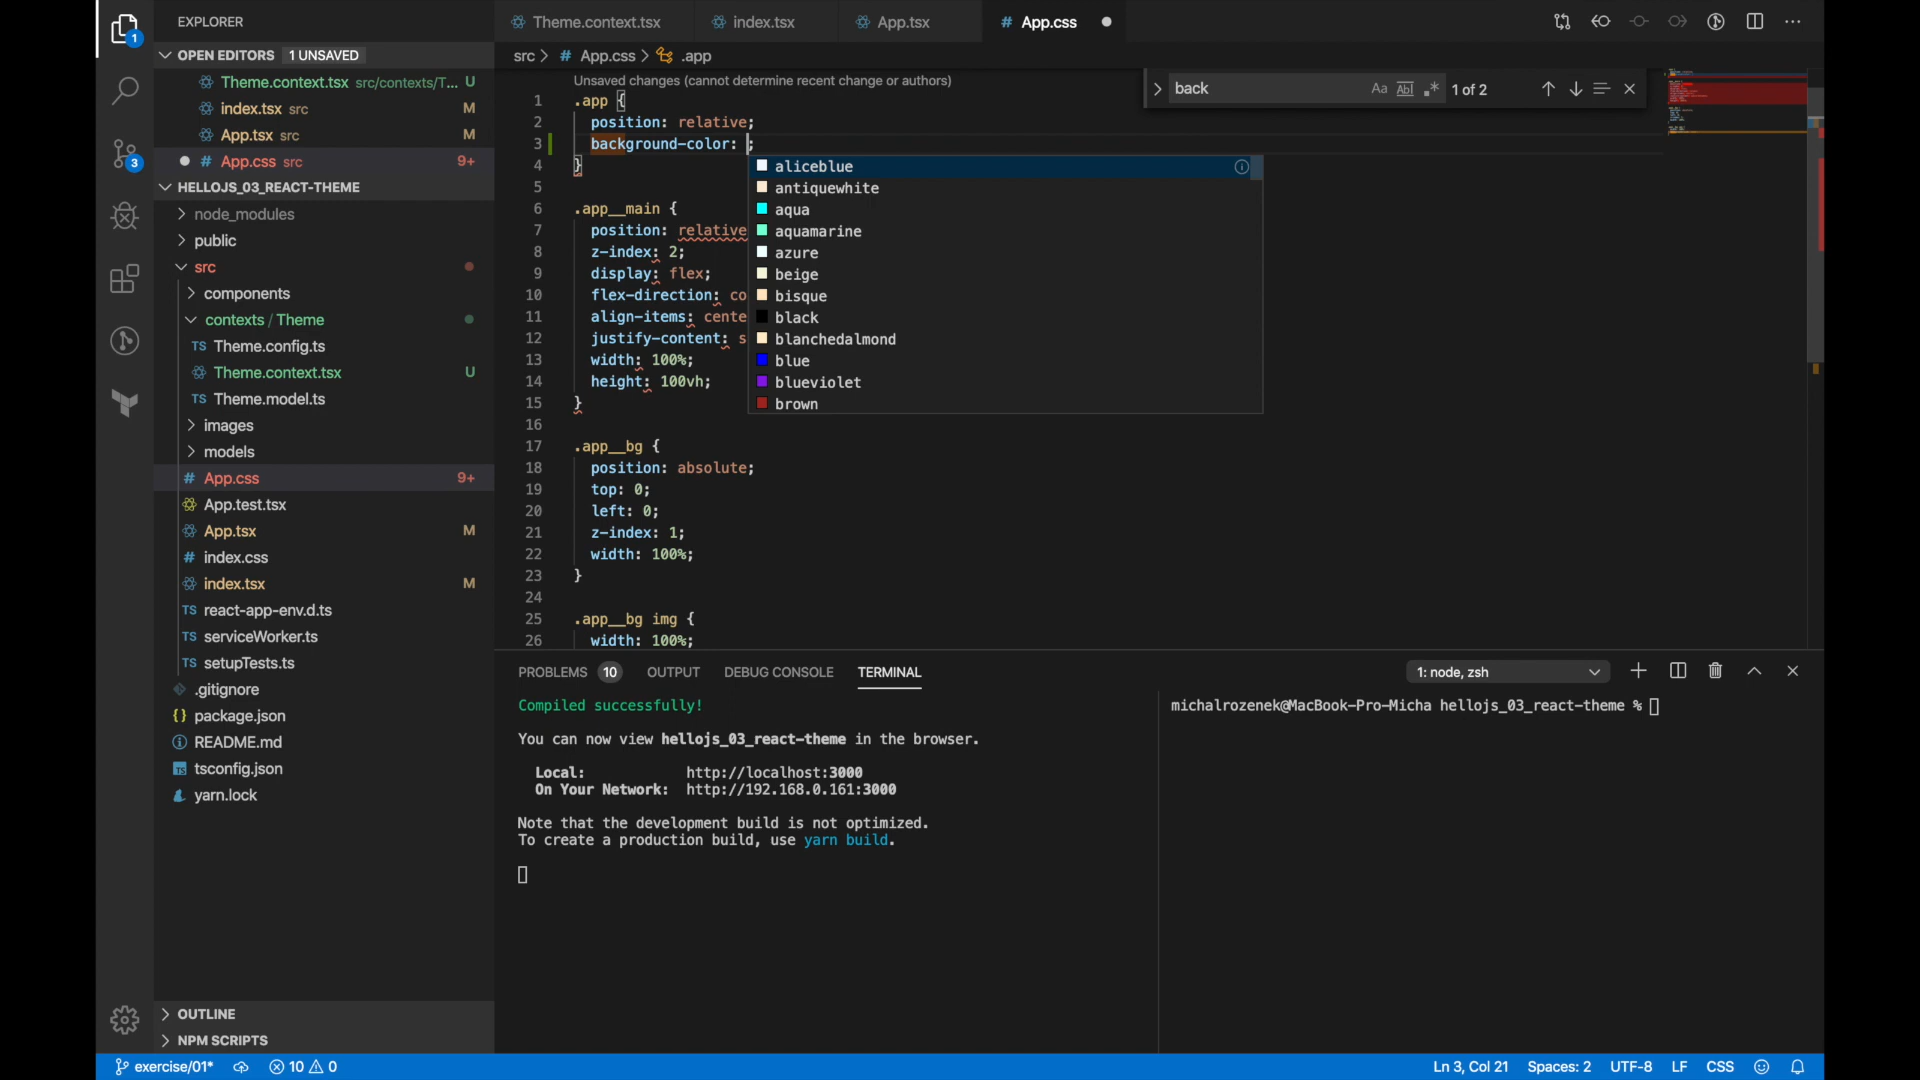 1
3
EXPLORER
OPEN EDITORS 1 UNSAVED
Theme.context.tsx src/contexts/T... U
index.tsx src M
App.tsx src M
# App.css src 9+
HELLOJS_03_REACT-THEME
node_modules
public
src
components
contexts / Theme
TS Theme.config.ts
Theme.context.tsx U
TS Theme.model.ts
images
models
# App.css 9+
App.test.tsx
App.tsx M
# index.css
index.tsx M
TS react-app-env.d.ts
TS serviceWorker.ts
TS setupTests.ts
.gitignore
{} package.json
README.md
TS tsconfig.json
yarn.lock
OUTLINE
NPM SCRIPTS
Theme.context.tsx index.tsx App.tsx # App.css
src > # App.css > .app
Unsaved changes (cannot determine recent change or authors)
back Aa Abl .* 1 of 2
1 .app {
2 position: relative;
3 background-color: ;
4 }
5
6 .app__main {
7 position: relative
8 z-index: 2;
9 display: flex;
10 flex-direction: co
11 align-items: cente
12 justify-content: s
13 width: 100%;
14 height: 100vh;
15 }
16
17 .app__bg {
18 position: absolute;
19 top: 0;
20 left: 0;
21 z-index: 1;
22 width: 100%;
23 }
24
25 .app__bg img {
26 width: 100%;
aliceblue
antiquewhite
aqua
aquamarine
azure
beige
bisque
black
blanchedalmond
blue
blueviolet
brown
PROBLEMS 10 OUTPUT DEBUG CONSOLE TERMINAL 1: node, zsh
Compiled successfully!
You can now view hellojs_03_react-theme in the browser.
Local: http://localhost:3000
On Your Network: http://192.168.0.161:3000
Note that the development build is not optimized.
To create a production build, use yarn build.
michalrozenek@MacBook-Pro-Micha hellojs_03_react-theme %
exercise/01* 10 0 Ln 3, Col 21 Spaces: 2 UTF-8 LF CSS